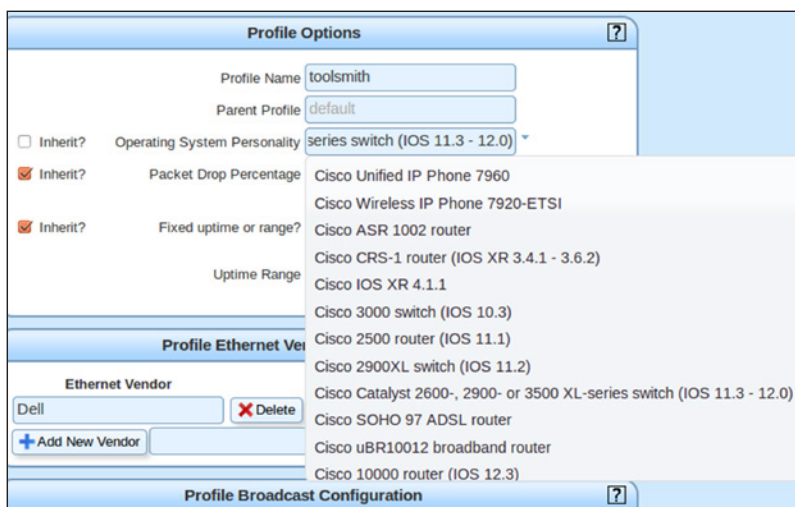 Profile Options ?
Profile Name toolsmith
Parent Profile default
Inherit? Operating System Personality series switch (IOS 11.3 - 12.0)
Inherit? Packet Drop Percentage
Cisco Unified IP Phone 7960
Cisco Wireless IP Phone 7920-ETSI
Inherit? Fixed uptime or range?
Cisco ASR 1002 router
Cisco CRS-1 router (IOS XR 3.4.1 - 3.6.2)
Uptime Range
Cisco IOS XR 4.1.1
Cisco 3000 switch (IOS 10.3)
Cisco 2500 router (IOS 11.1)
Profile Ethernet Ve
Cisco 2900XL switch (IOS 11.2)
Ethernet Vendor
Cisco Catalyst 2600-, 2900- or 3500 XL-series switch (IOS 11.3 - 12.0)
Dell Delete
Cisco SOHO 97 ADSL router
Add New Vendor
Cisco uBR10012 broadband router
Cisco 10000 router (IOS 12.3)
Profile Broadcast Configuration ?